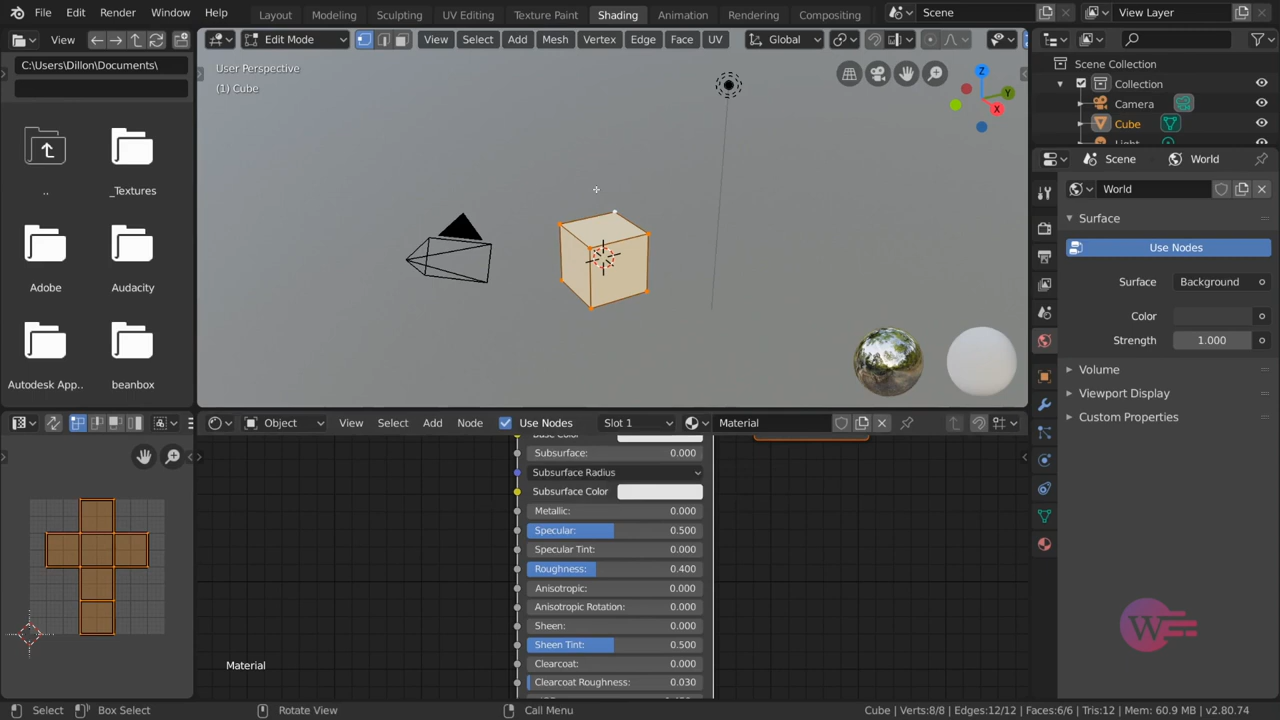 File Edit Render Window Help Layout Modeling Sculpting UV Editing Texture Paint Shading Animation Rendering Compositing Scene View Layer
View Edit Mode View Select Add Mesh Vertex Edge Face UV Global
C:\Users\Dillon\Documents\
User Perspective
(1) Cube
Z
Y
X
..
_Textures
Adobe
Audacity
Autodesk App..
beanbox
Scene Collection
Collection
Camera
Cube
Light
Scene World
World
Surface
Use Nodes
Surface Background
Color
Strength 1.000
Volume
Viewport Display
Custom Properties
Object View Select Add Node Use Nodes Slot 1 Material
Base Color
Subsurface: 0.000
Subsurface Radius
Subsurface Color
Metallic: 0.000
Specular: 0.500
Specular Tint: 0.000
Roughness: 0.400
Anisotropic: 0.000
Anisotropic Rotation: 0.000
Sheen: 0.000
Sheen Tint: 0.500
Clearcoat: 0.000
Clearcoat Roughness: 0.030
Material
W
Select Box Select Rotate View Call Menu Cube | Verts:8/8 | Edges:12/12 | Faces:6/6 | Tris:12 | Mem: 60.9 MB | v2.80.74